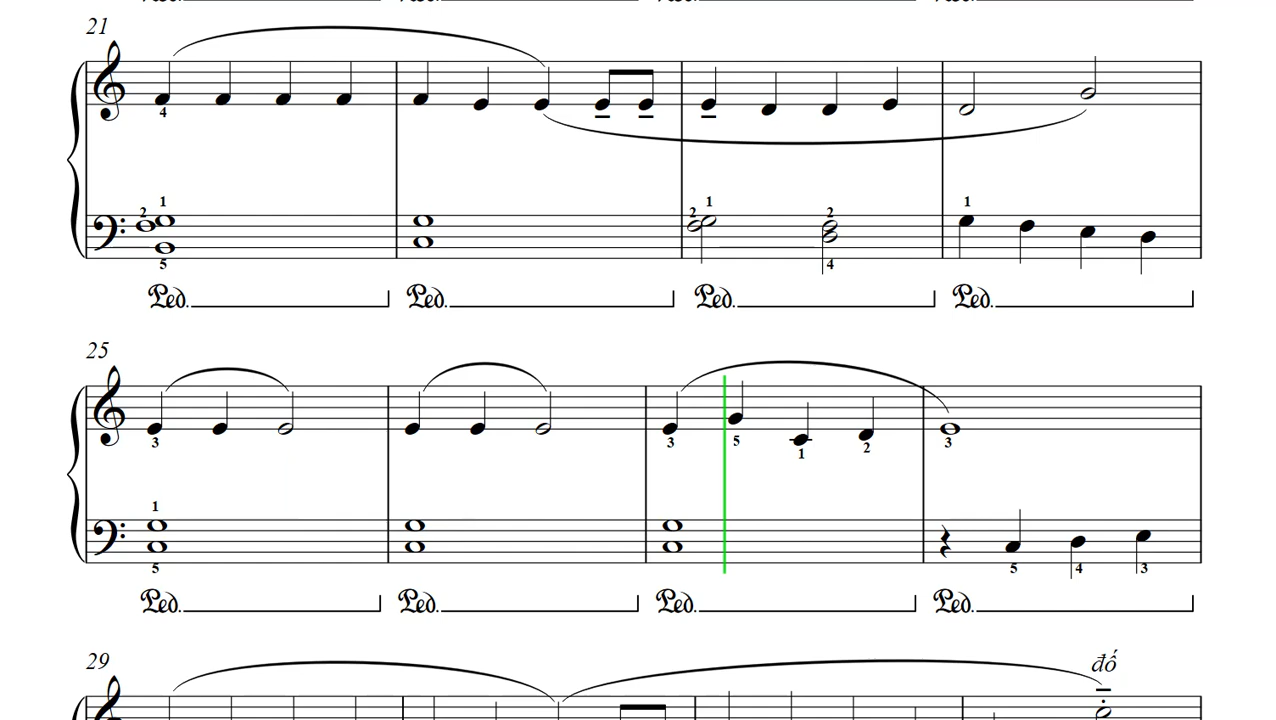 21
4
2 1
5
2 1 2
4
1
Ped. Ped. Ped. Ped.
25
3 3 5 1 2 3
1
5 5 4 3
Ped. Ped. Ped. Ped.
29
đố